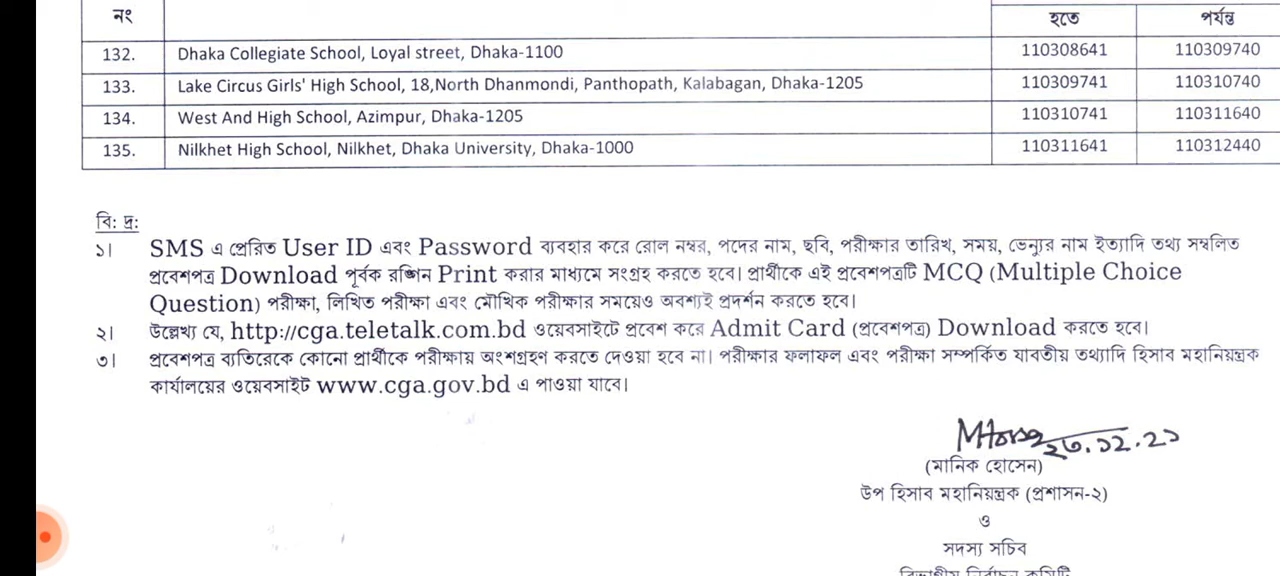 নং
হতে পর্যন্ত
132. Dhaka Collegiate School, Loyal street, Dhaka-1100 110308641 110309740
133. Lake Circus Girls' High School, 18,North Dhanmondi, Panthopath, Kalabagan, Dhaka-1205 110309741 110310740
134. West And High School, Azimpur, Dhaka-1205 110310741 110311640
135. Nilkhet High School, Nilkhet, Dhaka University, Dhaka-1000 110311641 110312440
বি: দ্র:
১। SMS এ প্রেরিত User ID এবং Password ব্যবহার করে রোল নম্বর, পদের নাম, ছবি, পরীক্ষার তারিখ, সময়, ভেন্যুর নাম ইত্যাদি তথ্য সম্বলিত
প্রবেশপত্র Download পূর্বক রঙ্গিন Print করার মাধ্যমে সংগ্রহ করতে হবে। প্রার্থীকে এই প্রবেশপত্রটি MCQ (Multiple Choice
Question) পরীক্ষা, লিখিত পরীক্ষা এবং মৌখিক পরীক্ষার সময়েও অবশ্যই প্রদর্শন করতে হবে।
২। উল্লেখ্য যে, http://cga.teletalk.com.bd ওয়েবসাইটে প্রবেশ করে Admit Card (প্রবেশপত্র) Download করতে হবে।
৩। প্রবেশপত্র ব্যতিরেকে কোনো প্রার্থীকে পরীক্ষায় অংশগ্রহণ করতে দেওয়া হবে না। পরীক্ষার ফলাফল এবং পরীক্ষা সম্পর্কিত যাবতীয় তথ্যাদি হিসাব মহানিয়ন্ত্রক
কার্যালয়ের ওয়েবসাইট www.cga.gov.bd এ পাওয়া যাবে।
২৩.১২.২১
(মানিক হোসেন)
উপ হিসাব মহানিয়ন্ত্রক (প্রশাসন-২)
ও
সদস্য সচিব
বিভাগীয় নির্বাচন কমিটি